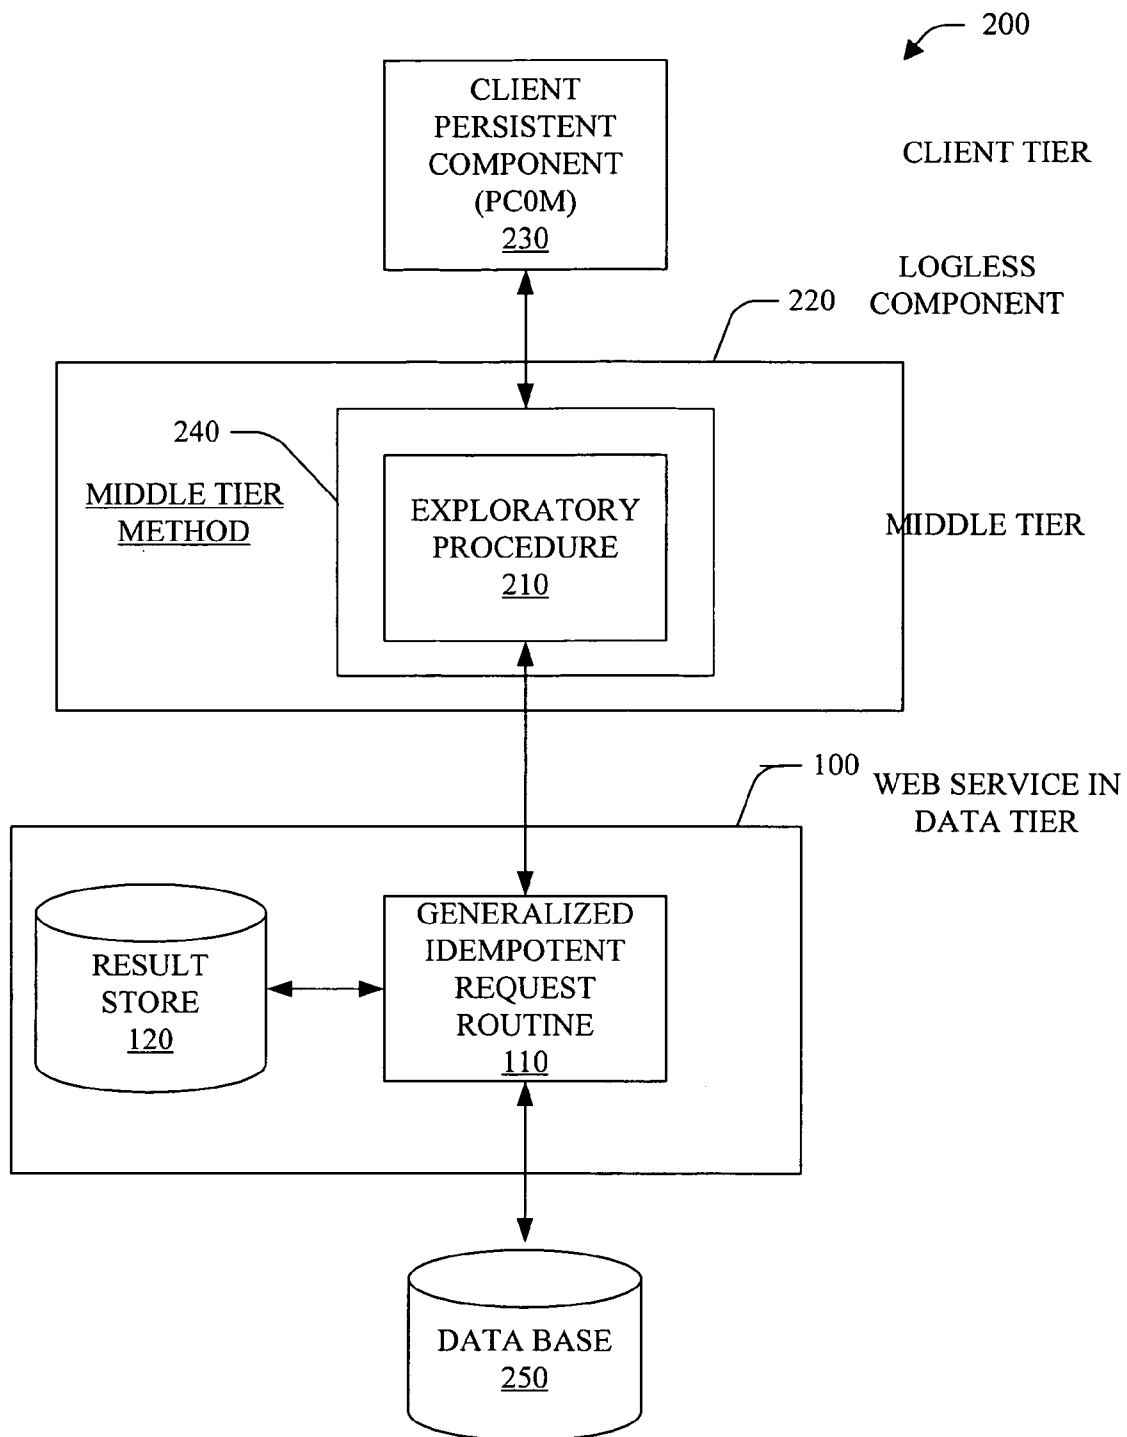 200
CLIENT
PERSISTENT
COMPONENT
(PC0M)
230
CLIENT TIER
LOGLESS
COMPONENT
220
240
MIDDLE TIER
METHOD
EXPLORATORY
PROCEDURE
210
MIDDLE TIER
100
WEB SERVICE IN
DATA TIER
RESULT
STORE
120
GENERALIZED
IDEMPOTENT
REQUEST
ROUTINE
110
DATA BASE
250